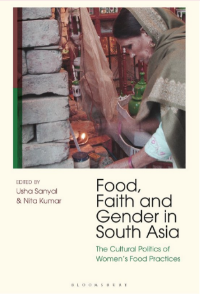 EDITED BY
Usha Sanyal
& Nita Kumar
Food,
Faith and
Gender in
South Asia
The Cultural Politics of
Women's Food Practices
BLOOMSBURY